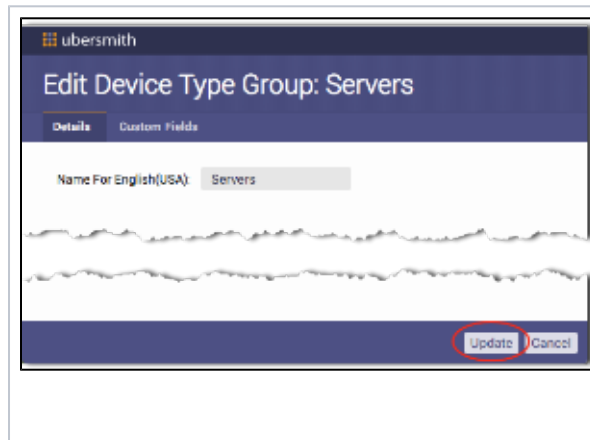 ubersmith
Edit Device Type Group: Servers
Details Custom Fields
Name For English(USA): Servers
Update Cancel